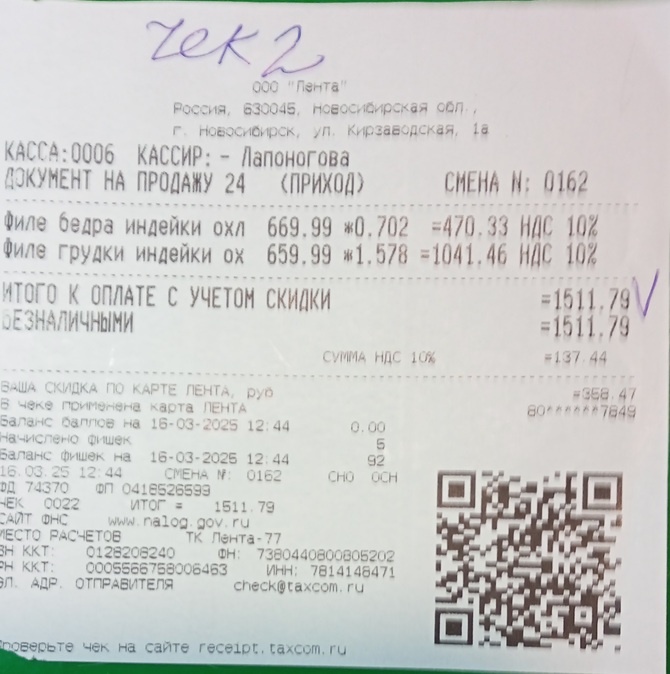 чек 2
ООО "Лента"
Россия, 630045, Новосибирская обл.,
г. Новосибирск, ул. Кирзаводская, 1а
КАССА:0006 КАССИР: - Лапоногова
ДОКУМЕНТ НА ПРОДАЖУ 24 (ПРИХОД) СМЕНА N: 0162
Филе бедра индейки охл 669.99 *0.702 =470.33 НДС 10%
Филе грудки индейки ох 659.99 *1.578 =1041.46 НДС 10%
ИТОГО К ОПЛАТЕ С УЧЕТОМ СКИДКИ =1511.79
БЕЗНАЛИЧНЫМИ =1511.79
СУММА НДС 10% =137.44
ВАША СКИДКА ПО КАРТЕ ЛЕНТА, руб =358.47
В чеке применена карта ЛЕНТА 80******7849
Баланс баллов на 16-03-2025 12:44 0.00
Начислено фишек 5
Баланс фишек на 16-03-2025 12:44 92
16.03.25 12:44 СМЕНА N: 0162 СНО ОСН
ФД 74370 ФП 0416526599
ЧЕК 0022 ИТОГ = 1511.79
САЙТ ФНС www.nalog.gov.ru
МЕСТО РАСЧЕТОВ ТК Лента-77
ЗН ККТ: 0128208240 ФН: 7380440800805202
РН ККТ: 0005566758006463 ИНН: 7814148471
ЭЛ. АДР. ОТПРАВИТЕЛЯ check@taxcom.ru
Проверьте чек на сайте receipt.taxcom.ru